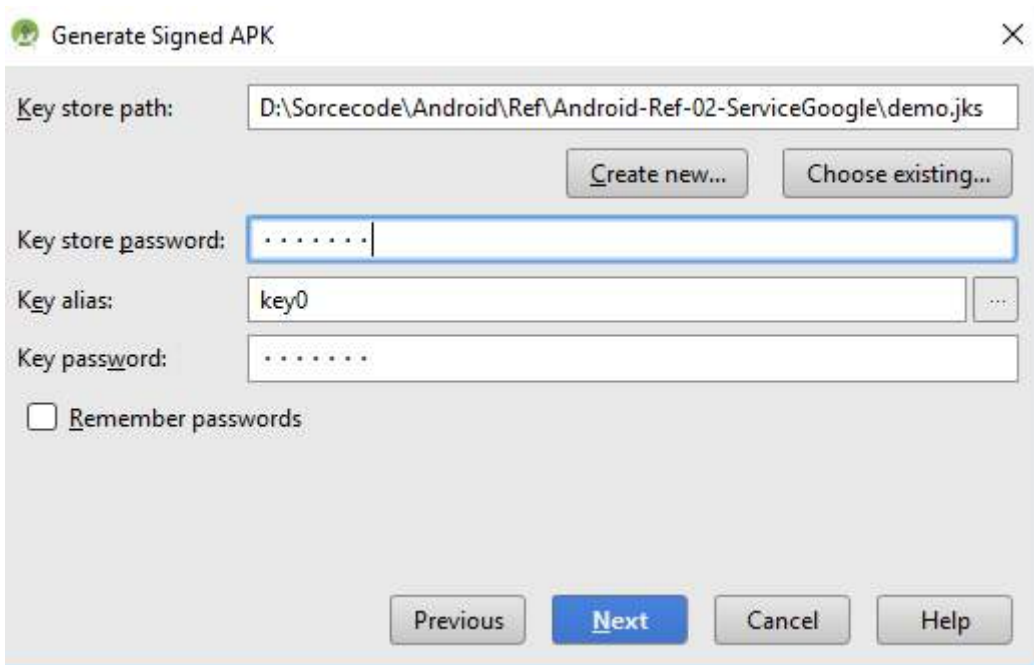 Generate Signed APK
Key store path: D:\Sorcecode\Android\Ref\Android-Ref-02-ServiceGoogle\demo.jks
Create new... Choose existing...
Key store password: ·······
Key alias: key0 ...
Key password: ·······
Remember passwords
Previous Next Cancel Help